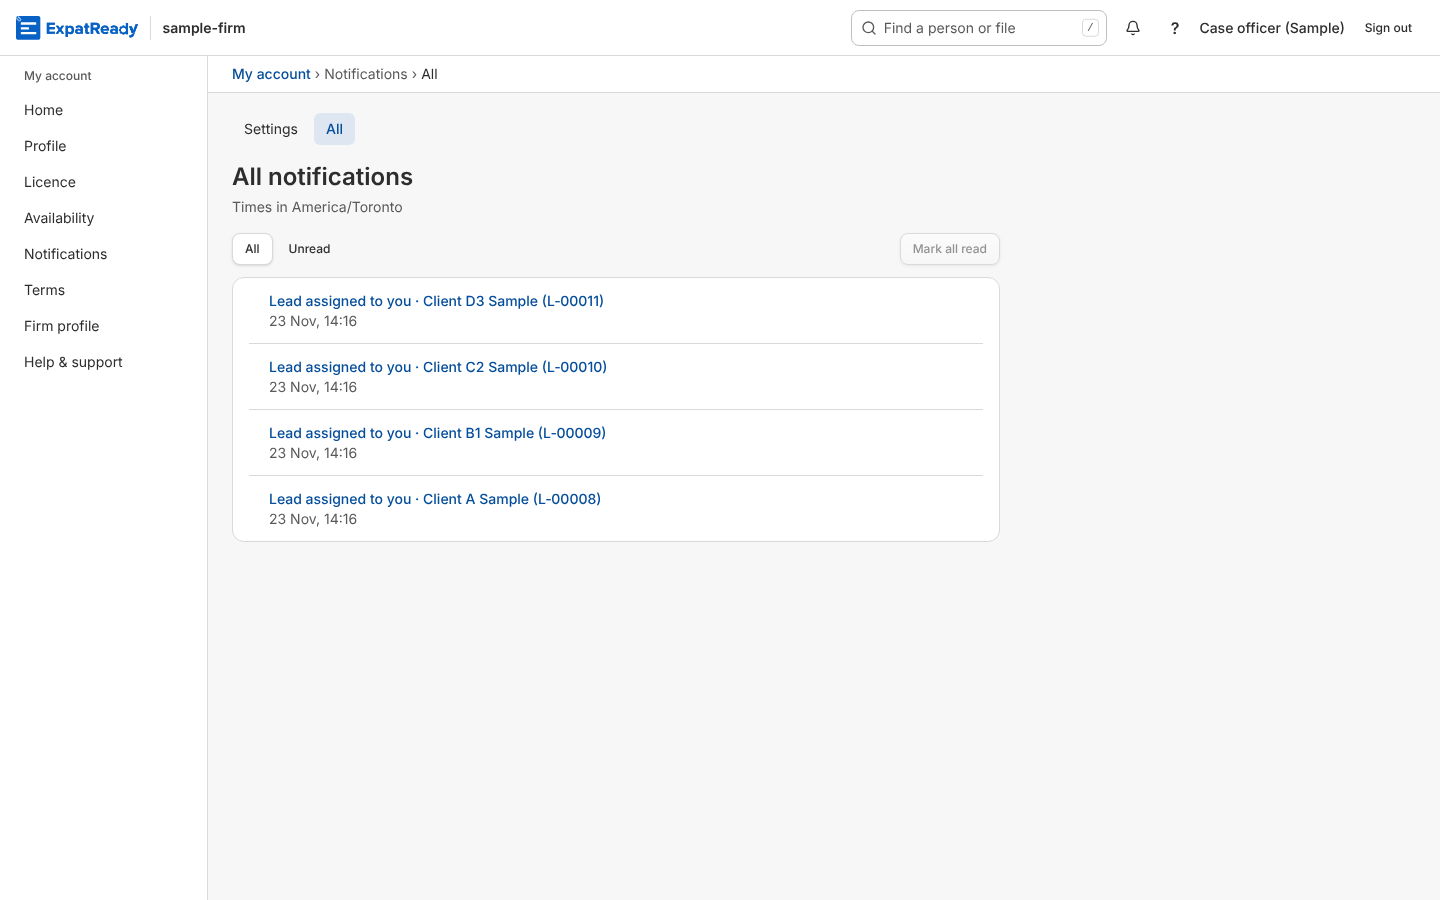 ExpatReady
sample-firm
Find a person or file
/
?
Case officer (Sample)
Sign out
My account
Home
Profile
Licence
Availability
Notifications
Terms
Firm profile
Help & support
My account › Notifications › All
Settings
All
All notifications
Times in America/Toronto
All
Unread
Mark all read
Lead assigned to you · Client D3 Sample (L-00011)
23 Nov, 14:16
Lead assigned to you · Client C2 Sample (L-00010)
23 Nov, 14:16
Lead assigned to you · Client B1 Sample (L-00009)
23 Nov, 14:16
Lead assigned to you · Client A Sample (L-00008)
23 Nov, 14:16